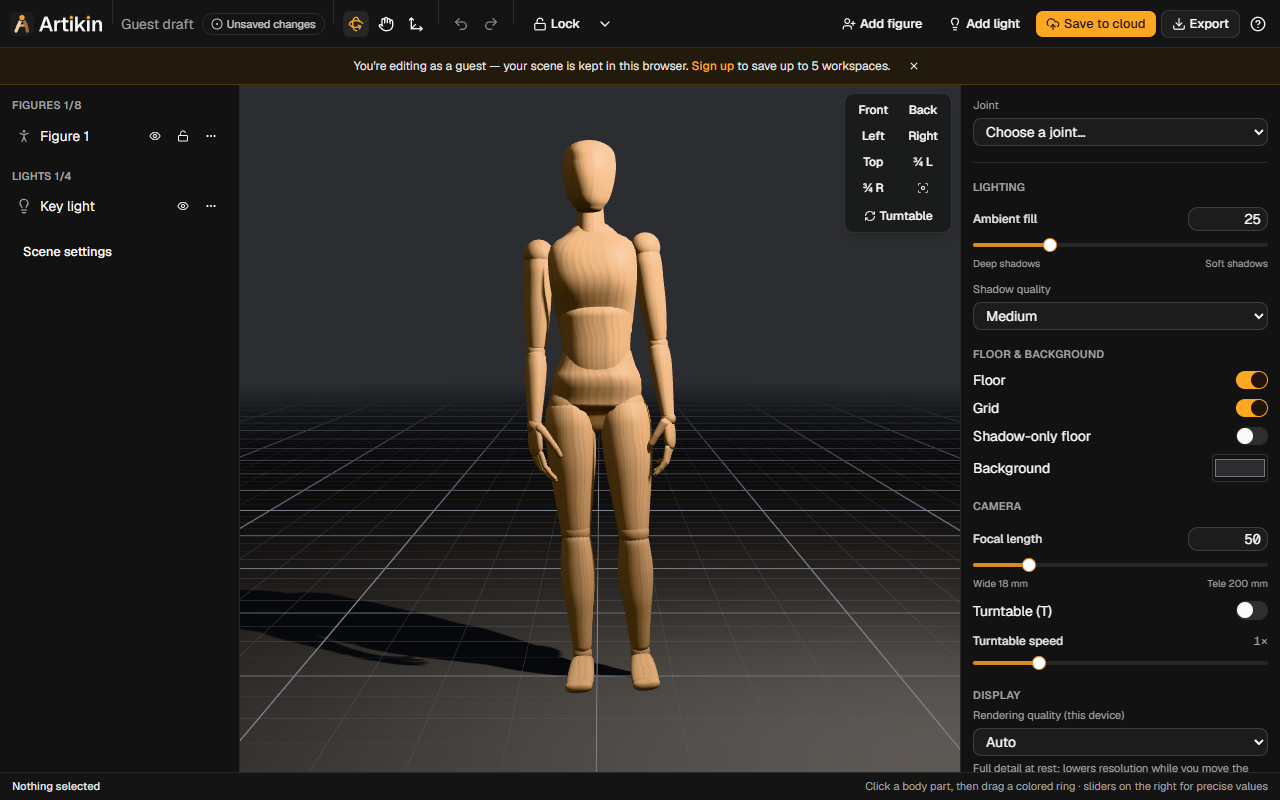 Artikin
Guest draft
Unsaved changes
Lock
Add figure
Add light
Save to cloud
Export
You're editing as a guest — your scene is kept in this browser. Sign up to save up to 5 workspaces.
FIGURES 1/8
Figure 1
LIGHTS 1/4
Key light
Scene settings
Front Back
Left Right
Top ¾ L
¾ R
Turntable
Joint
Choose a joint...
LIGHTING
Ambient fill 25
Deep shadows Soft shadows
Shadow quality
Medium
FLOOR & BACKGROUND
Floor
Grid
Shadow-only floor
Background
CAMERA
Focal length 50
Wide 18 mm Tele 200 mm
Turntable (T)
Turntable speed 1×
DISPLAY
Rendering quality (this device)
Auto
Full detail at rest; lowers resolution while you move the
Nothing selected
Click a body part, then drag a colored ring · sliders on the right for precise values